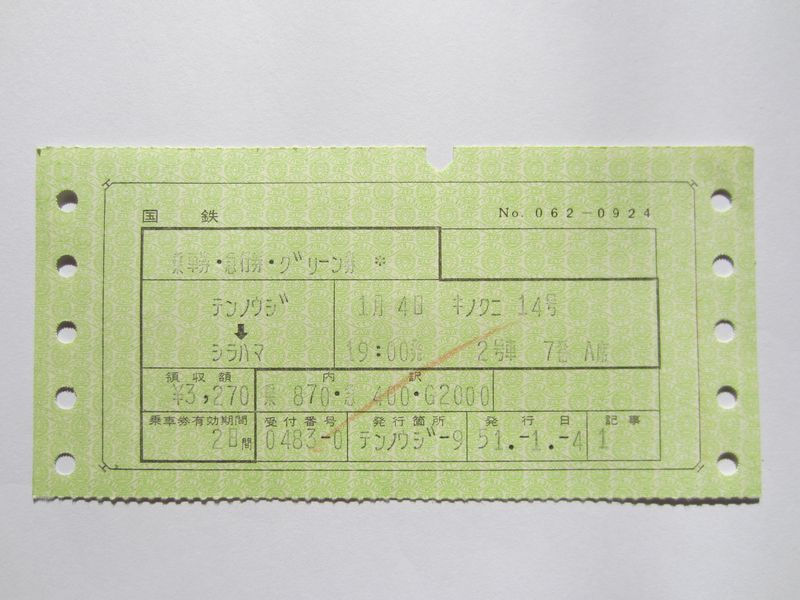 国鉄 No. 062-0924
乗車券・急行券・グリーン券 *
テンノウジ 1月 4日 キノクニ 14号
⬇
シラハマ 19:00発 2号車 7番 A席
領収額 内訳
¥3,270 乗 870・急 400・G2000
乗車券有効期間 受付番号 発行箇所 発行日 記事
2日間 0483-0 テンノウジ-9 51.-1.-4 1